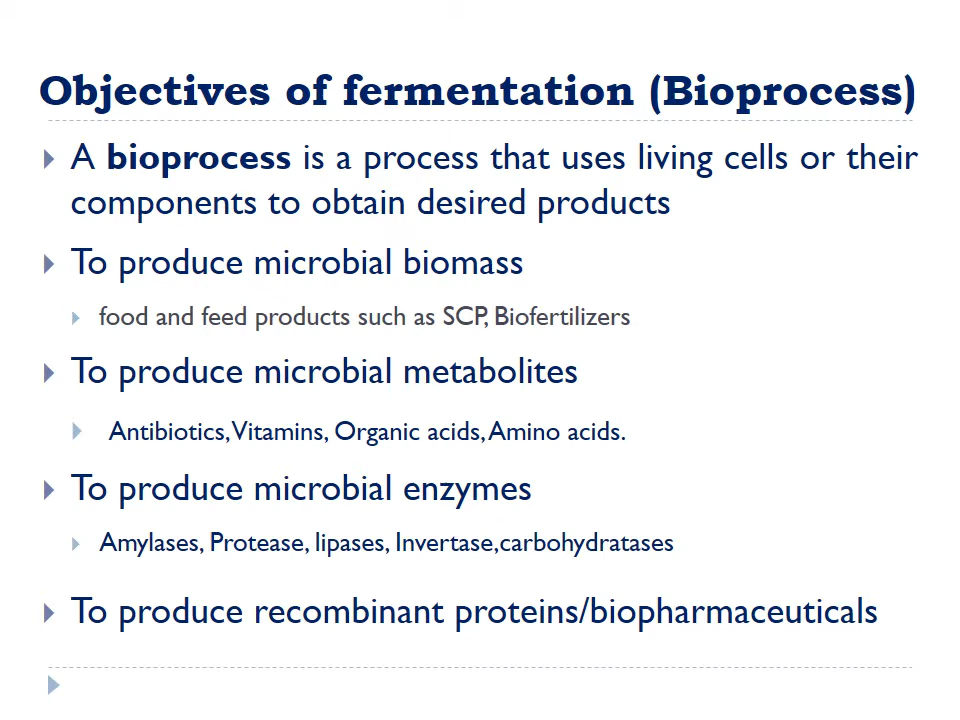 Objectives of fermentation (Bioprocess)
A bioprocess is a process that uses living cells or their
components to obtain desired products
To produce microbial biomass
food and feed products such as SCP, Biofertilizers
To produce microbial metabolites
Antibiotics,Vitamins, Organic acids,Amino acids.
To produce microbial enzymes
Amylases, Protease, lipases, Invertase,carbohydratases
To produce recombinant proteins/biopharmaceuticals